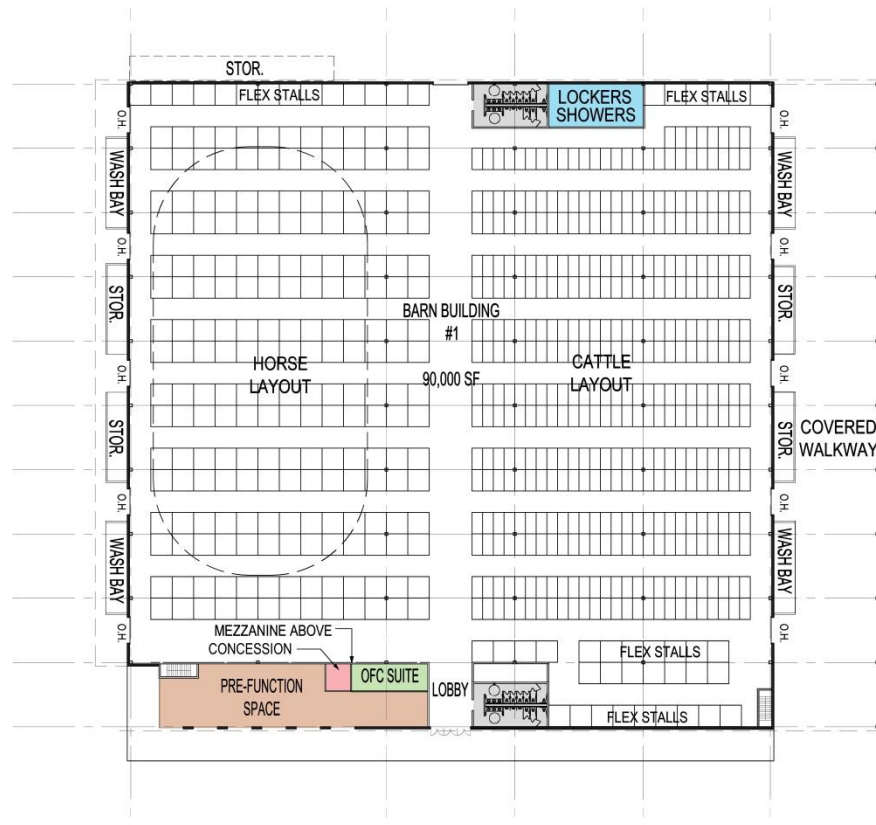 STOR.
FLEX STALLS
LOCKERS
SHOWERS
FLEX STALLS
O.H.
O.H.
WASH BAY
WASH BAY
O.H.
O.H.
STOR.
STOR.
BARN BUILDING
#1
HORSE
LAYOUT
90,000 SF
CATTLE
LAYOUT
O.H.
O.H.
STOR.
STOR.
COVERED
WALKWAY
O.H.
O.H.
WASH BAY
WASH BAY
O.H.
O.H.
MEZZANINE ABOVE
CONCESSION
FLEX STALLS
OFC SUITE
PRE-FUNCTION
SPACE
LOBBY
FLEX STALLS